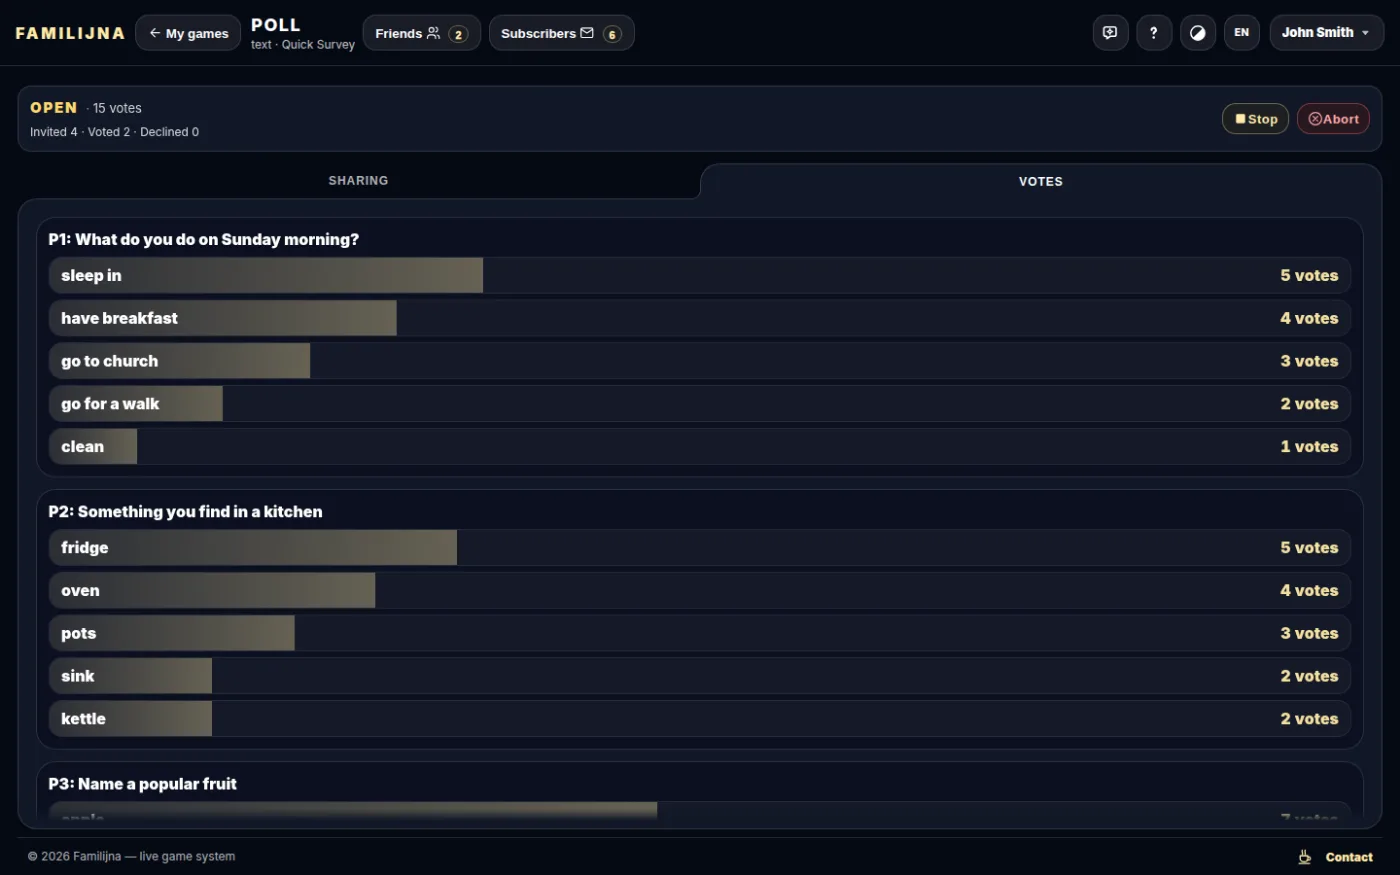 FAMILIJNA
← My games
POLL
text · Quick Survey
Friends 2
Subscribers 6
?
EN
John Smith
OPEN · 15 votes
Invited 4 · Voted 2 · Declined 0
Stop
Abort
SHARING
VOTES
P1: What do you do on Sunday morning?
sleep in 5 votes
have breakfast 4 votes
go to church 3 votes
go for a walk 2 votes
clean 1 votes
P2: Something you find in a kitchen
fridge 5 votes
oven 4 votes
pots 3 votes
sink 2 votes
kettle 2 votes
P3: Name a popular fruit
apple 7 votes
© 2026 Familijna — live game system
Contact